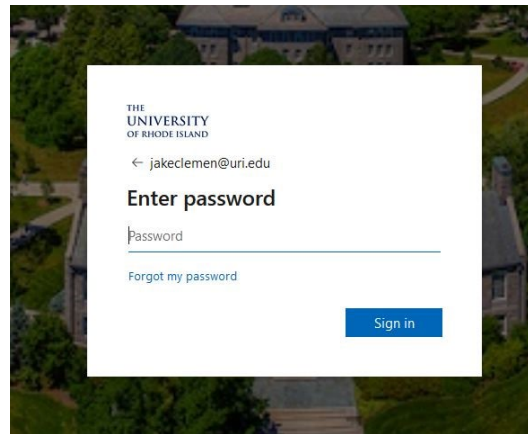 THE
UNIVERSITY
OF RHODE ISLAND
← jakeclemen@uri.edu
Enter password
Password
Forgot my password
Sign in